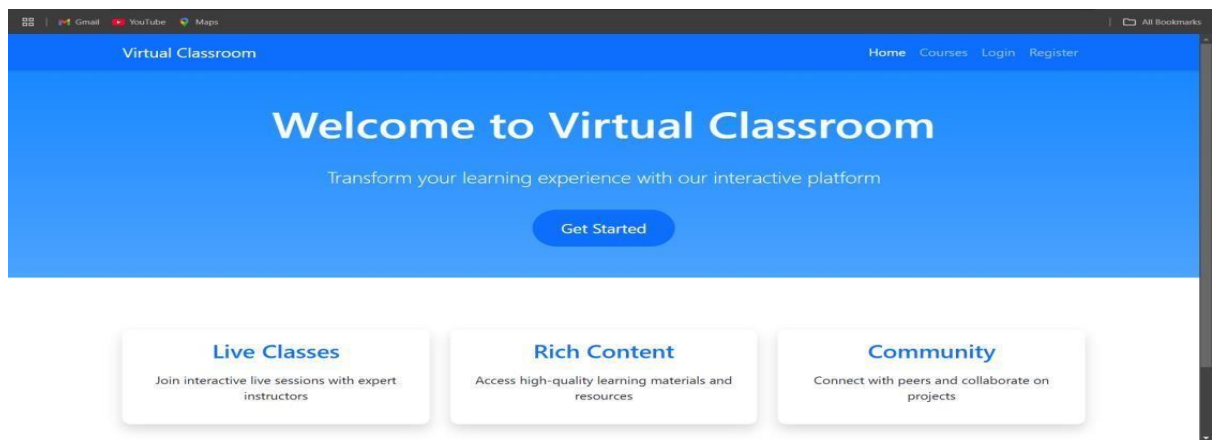 Gmail YouTube Maps All Bookmarks
Virtual Classroom Home Courses Login Register
Welcome to Virtual Classroom
Transform your learning experience with our interactive platform
Get Started
Live Classes
Join interactive live sessions with expert
instructors
Rich Content
Access high-quality learning materials and
resources
Community
Connect with peers and collaborate on
projects